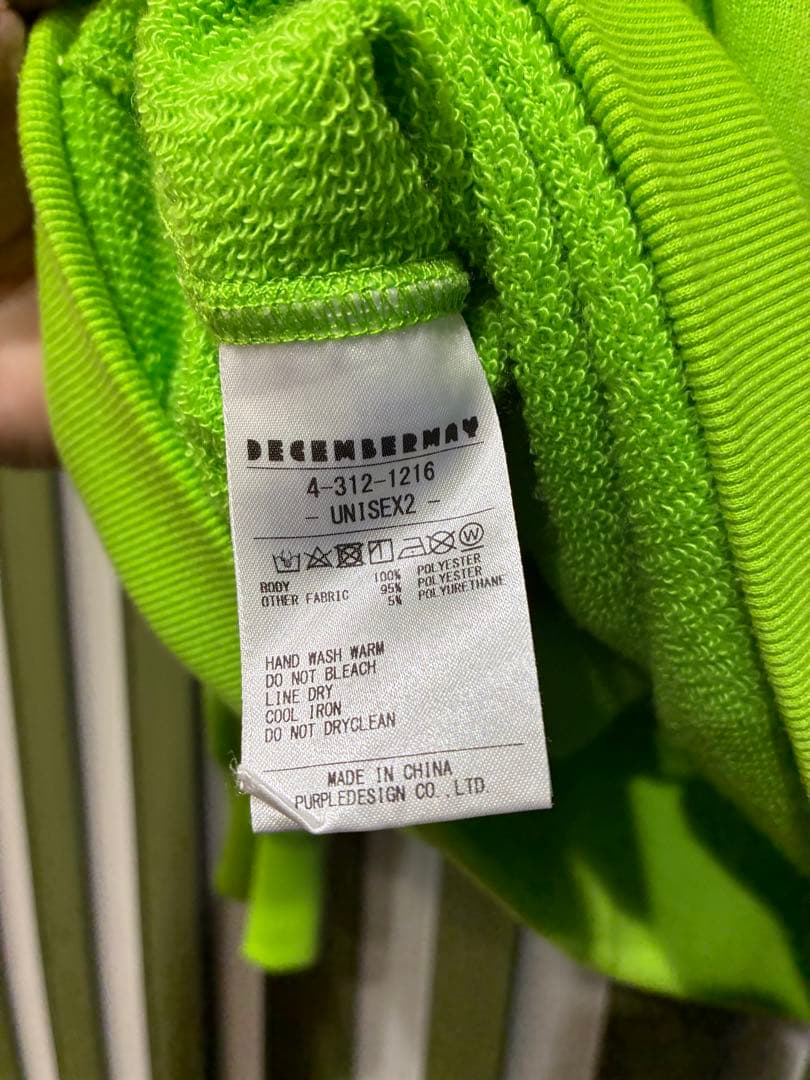 DECEMBERMAY
4-312-1216
- UNISEX2 -
BODY 100% POLYESTER
OTHER FABRIC 95% POLYESTER
5% POLYURETHANE
HAND WASH WARM
DO NOT BLEACH
LINE DRY
COOL IRON
DO NOT DRYCLEAN
MADE IN CHINA
PURPLEDESIGN CO.,LTD